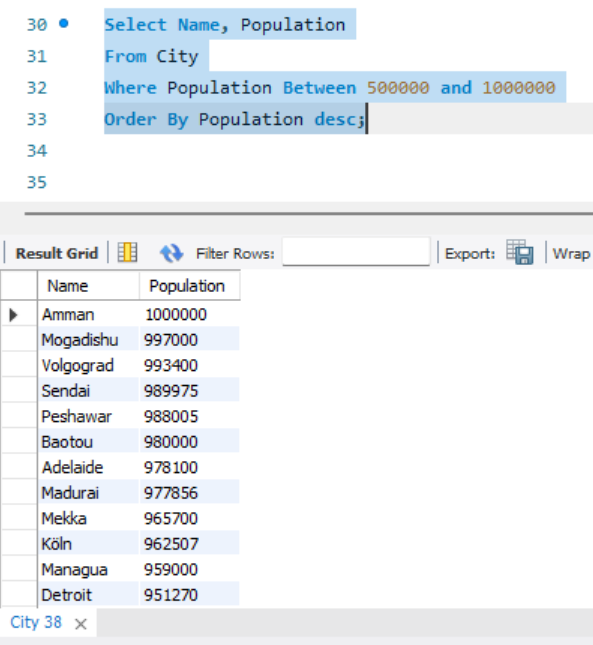 30 Select Name, Population
31 From City
32 Where Population Between 500000 and 1000000
33 Order By Population desc;
34
35
Result Grid Filter Rows: Export: Wrap
Name Population
Amman 1000000
Mogadishu 997000
Volgograd 993400
Sendai 989975
Peshawar 988005
Baotou 980000
Adelaide 978100
Madurai 977856
Mekka 965700
Köln 962507
Managua 959000
Detroit 951270
City 38